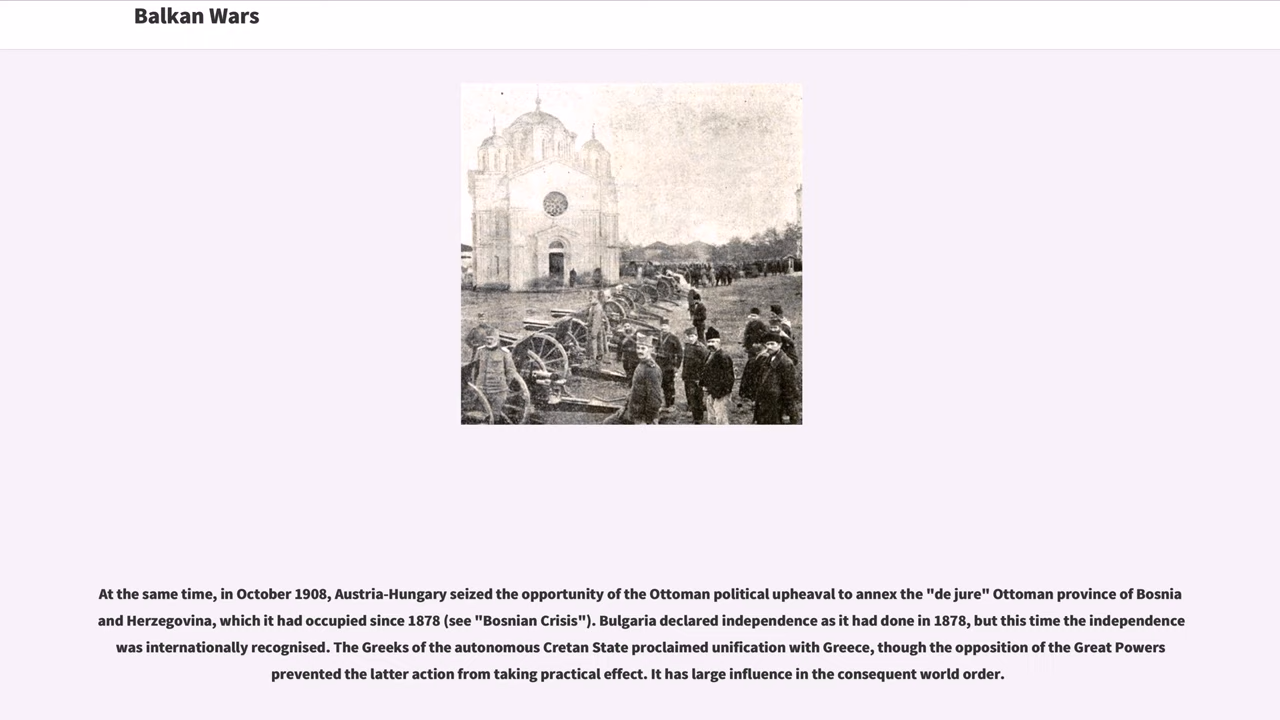 Balkan Wars
At the same time, in October 1908, Austria-Hungary seized the opportunity of the Ottoman political upheaval to annex the "de jure" Ottoman province of Bosnia
and Herzegovina, which it had occupied since 1878 (see "Bosnian Crisis"). Bulgaria declared independence as it had done in 1878, but this time the independence
was internationally recognised. The Greeks of the autonomous Cretan State proclaimed unification with Greece, though the opposition of the Great Powers
prevented the latter action from taking practical effect. It has large influence in the consequent world order.